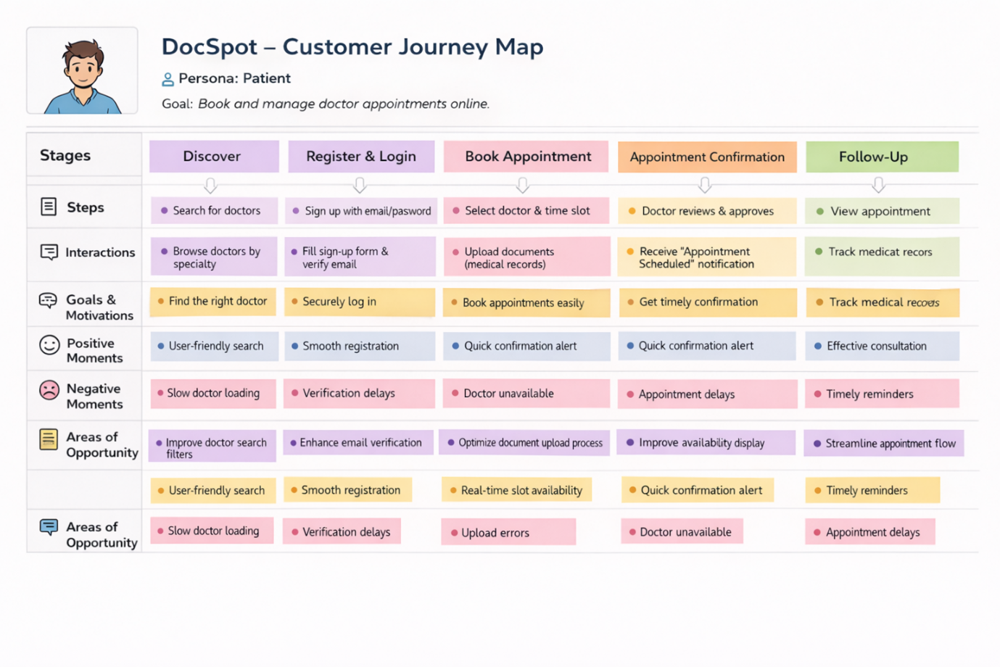 DocSpot – Customer Journey Map
Persona: Patient
Goal: Book and manage doctor appointments online.
Stages
Discover
Register & Login
Book Appointment
Appointment Confirmation
Follow-Up
Steps
Search for doctors
Sign up with email/pasword
Select doctor & time slot
Doctor reviews & approves
View appointment
Interactions
Browse doctors by
specialty
Fill sign-up form &
verify email
Upload documents
(medical records)
Receive "Appointment
Scheduled" notification
Track medicat recors
Goals &
Motivations
Find the right doctor
Securely log in
Book appointments easily
Get timely confirmation
Track medical
Positive
Moments
User-friendly search
Smooth registration
Quick confirmation alert
Quick confirmation alert
Effective consultation
Negative
Moments
Slow doctor loading
Verification delays
Doctor unavailable
Appointment delays
Timely reminders
Areas of
Opportunity
Improve doctor search
filters
Enhance email verification
Optimize document upload process
Improve availability display
Streamline appointment flow
User-friendly search
Smooth registration
Real-time slot availability
Quick confirmation alert
Timely reminders
Areas of
Opportunity
Slow doctor loading
Verification delays
Upload errors
Doctor unavailable
Appointment delays